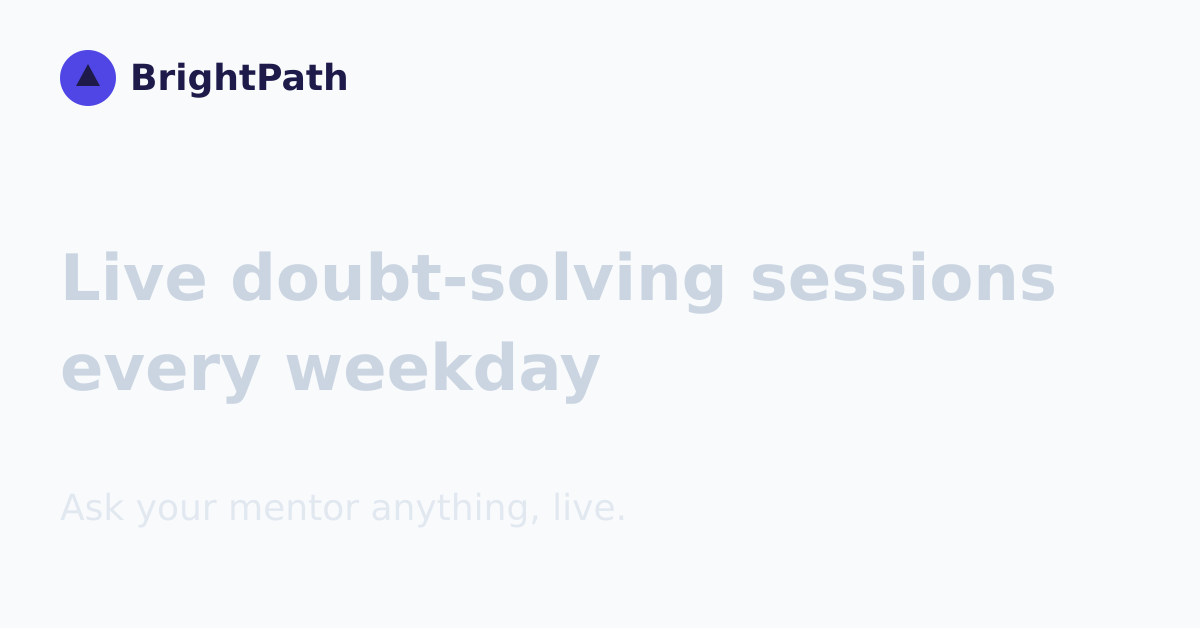 BrightPath
Live doubt-solving sessions
every weekday
Ask your mentor anything, live.